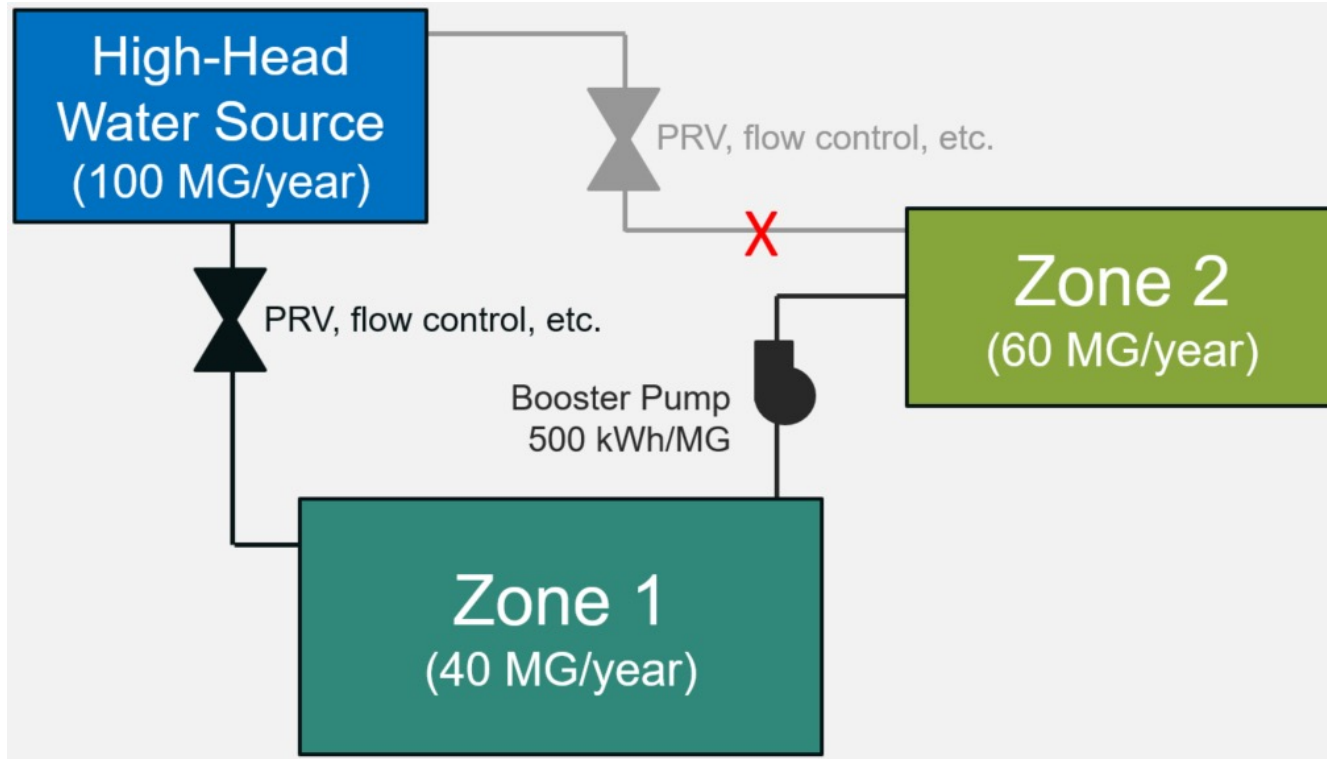 High-Head
Water Source
(100 MG/year)
PRV, flow control, etc.
X
Zone 2
(60 MG/year)
PRV, flow control, etc.
Booster Pump
500 kWh/MG
Zone 1
(40 MG/year)